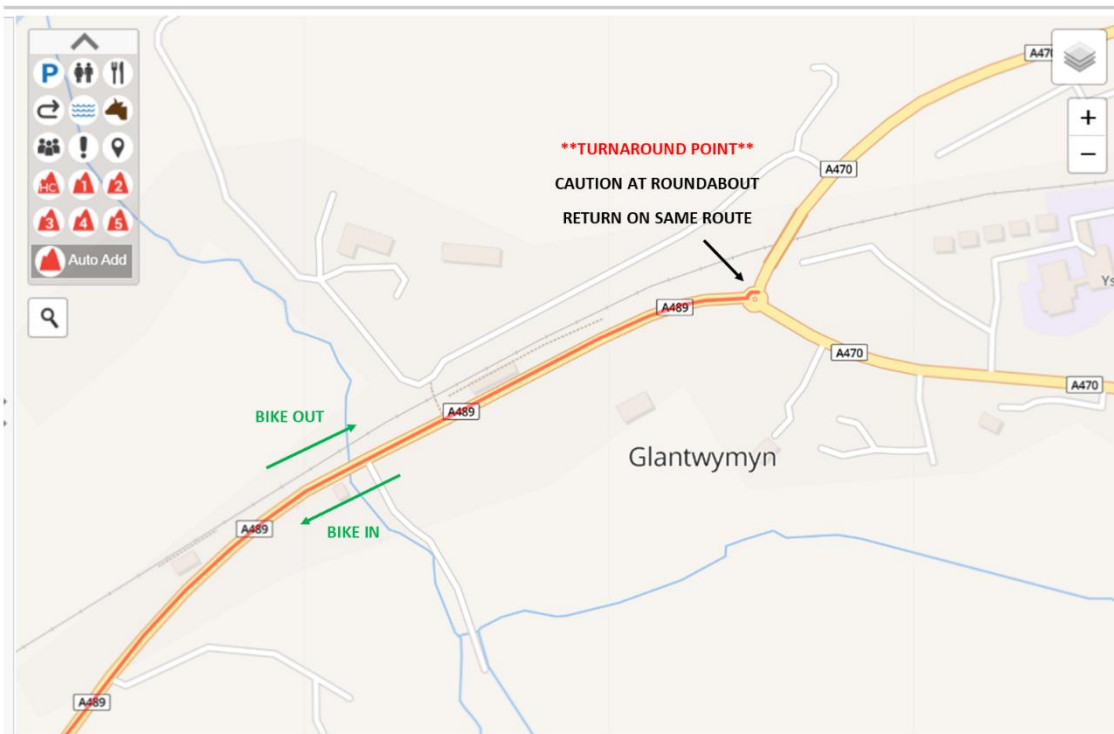 P
HC 1 2
3 4 5
Auto Add
+
−
A470
**TURNAROUND POINT**
CAUTION AT ROUNDABOUT
RETURN ON SAME ROUTE
A470
A489
Ys
A470
A470
A489
BIKE OUT
Glantwymyn
A489
BIKE IN
A489